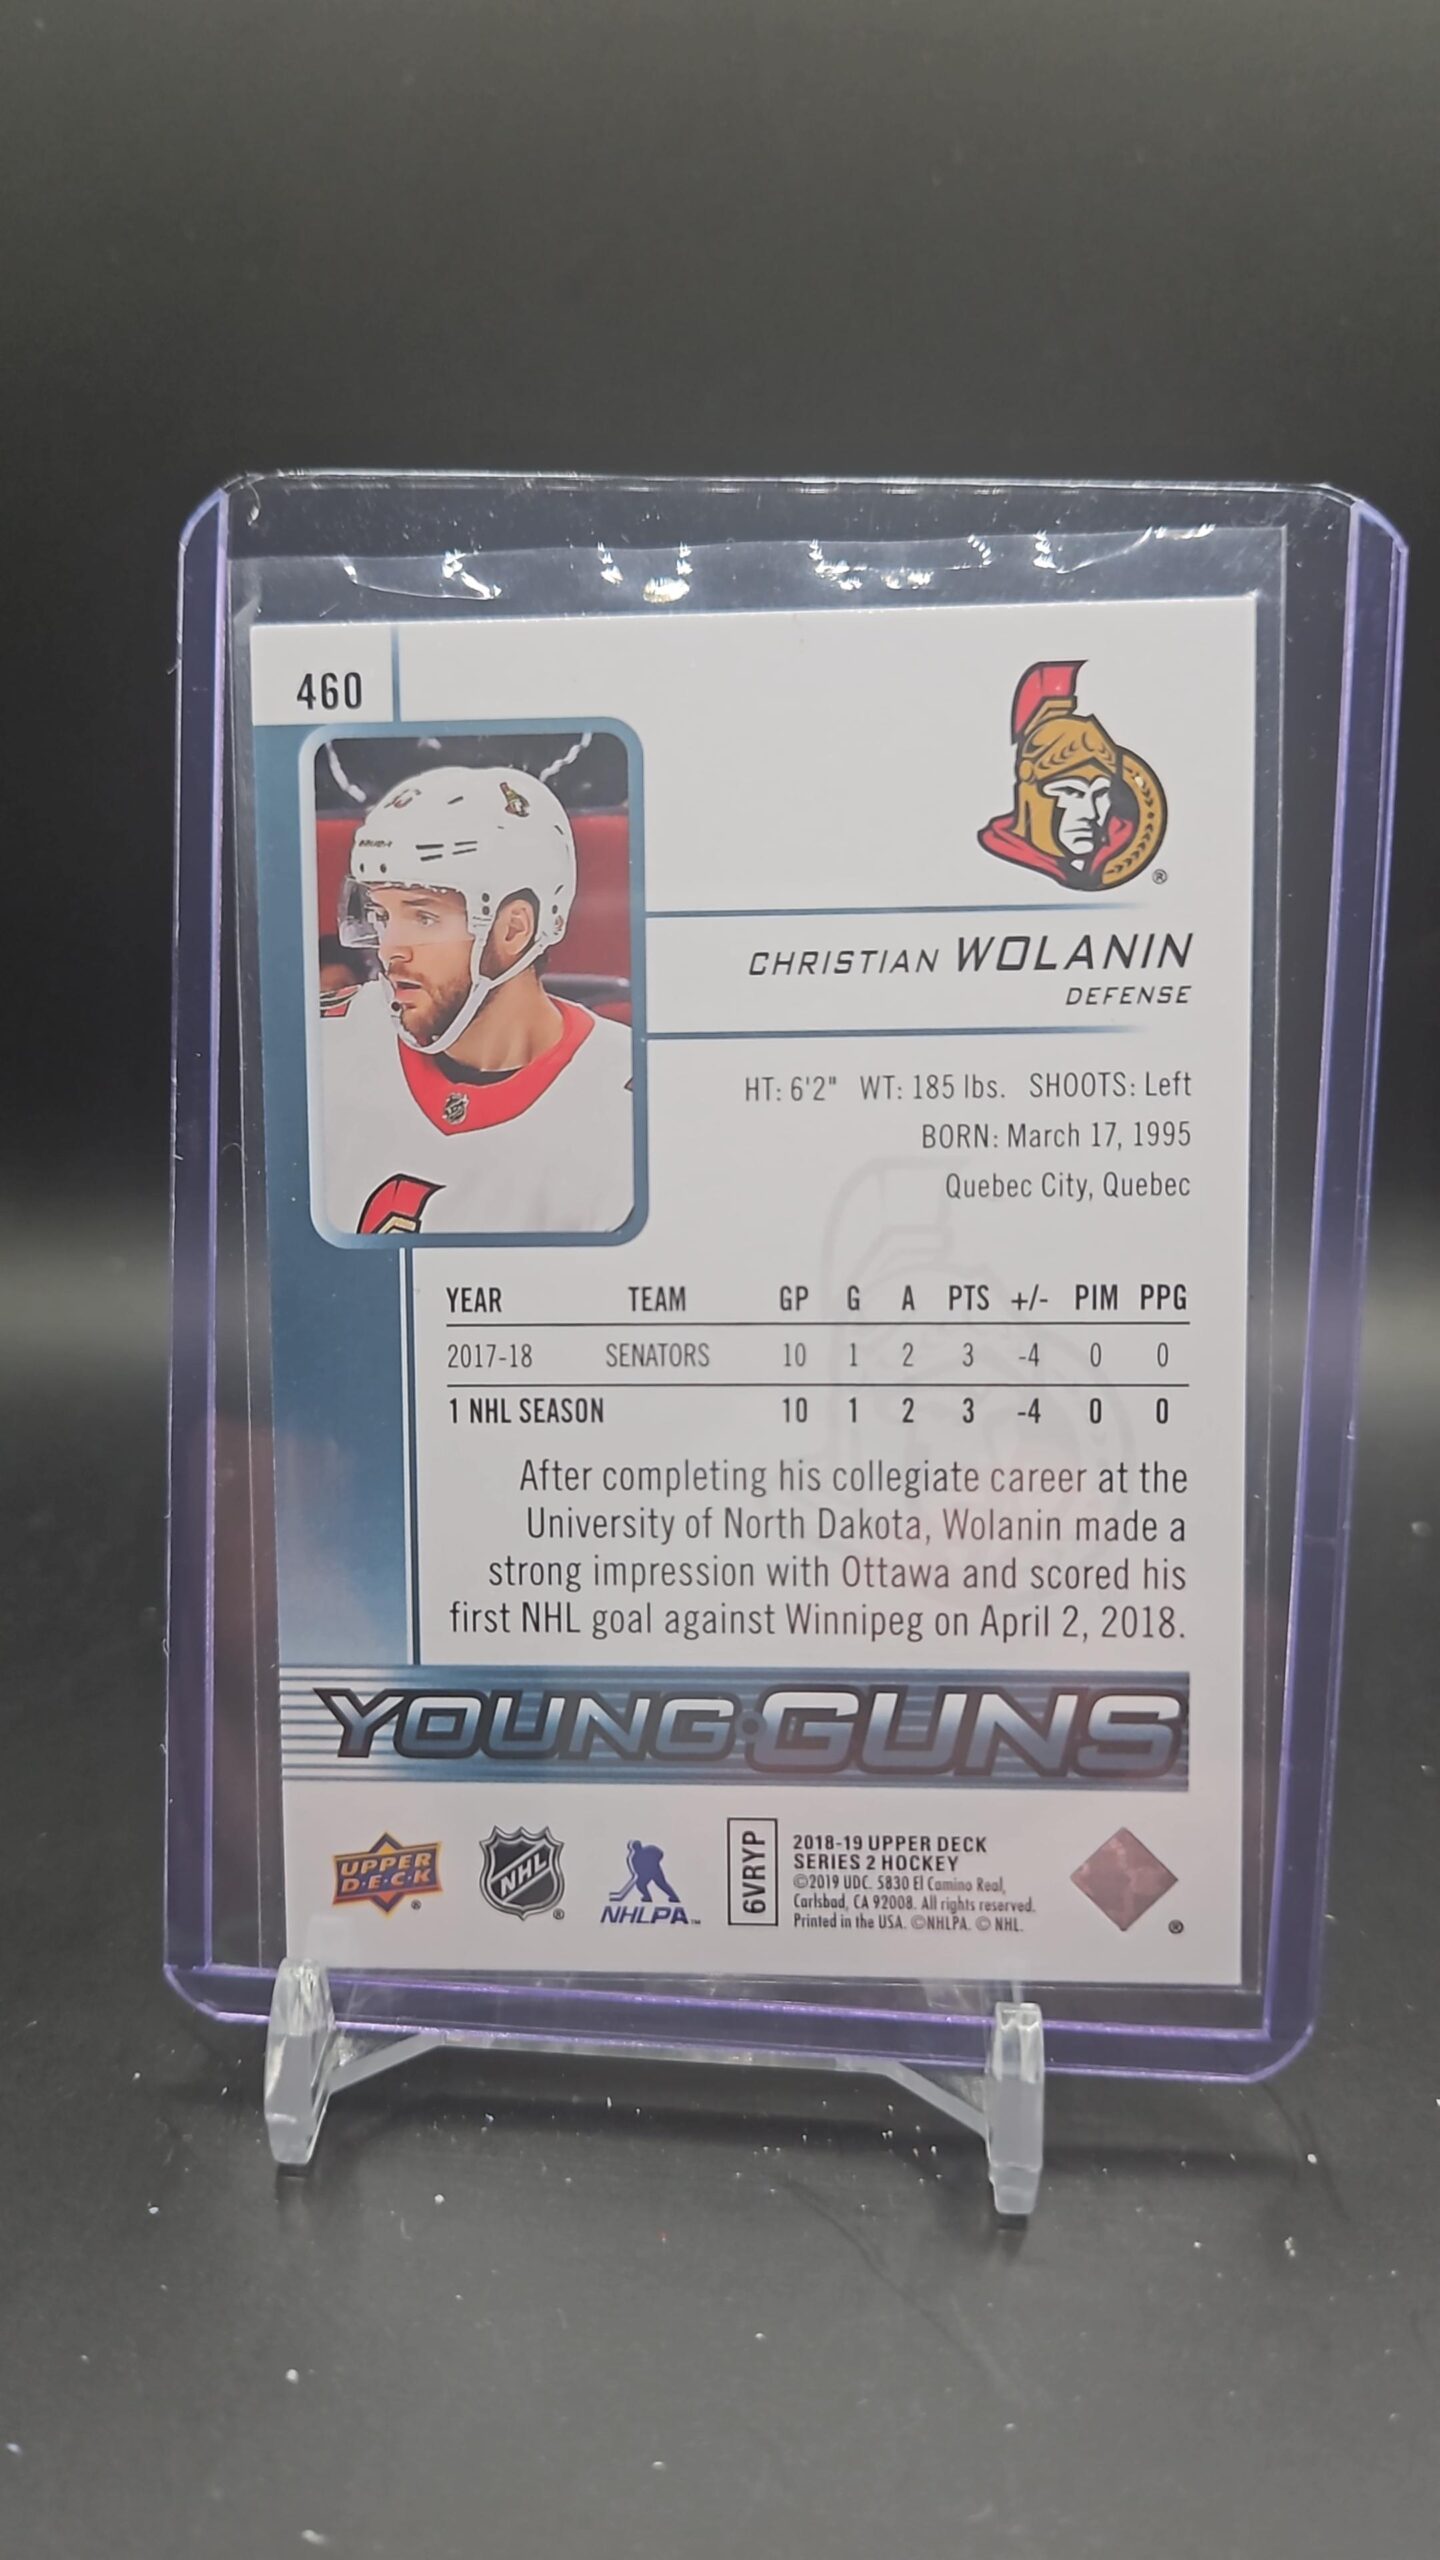 460
CHRISTIAN WOLANIN
DEFENSE
HT: 6'2" WT: 185 lbs. SHOOTS: Left
BORN: March 17, 1995
Quebec City, Quebec
YEAR TEAM GP G A PTS +/- PIM PPG
2017-18 SENATORS 10 1 2 3 -4 0 0
1 NHL SEASON 10 1 2 3 -4 0 0
After completing his collegiate career at the
University of North Dakota, Wolanin made a
strong impression with Ottawa and scored his
first NHL goal against Winnipeg on April 2, 2018.
YOUNG·GUNS
UPPER
DECK
®
NHL
®
NHLPA™
6VRYP
2018-19 UPPER DECK
SERIES 2 HOCKEY
©2019 UDC. 5830 El Camino Real,
Carlsbad, CA 92008. All rights reserved.
Printed in the USA. ©NHLPA. © NHL.
®